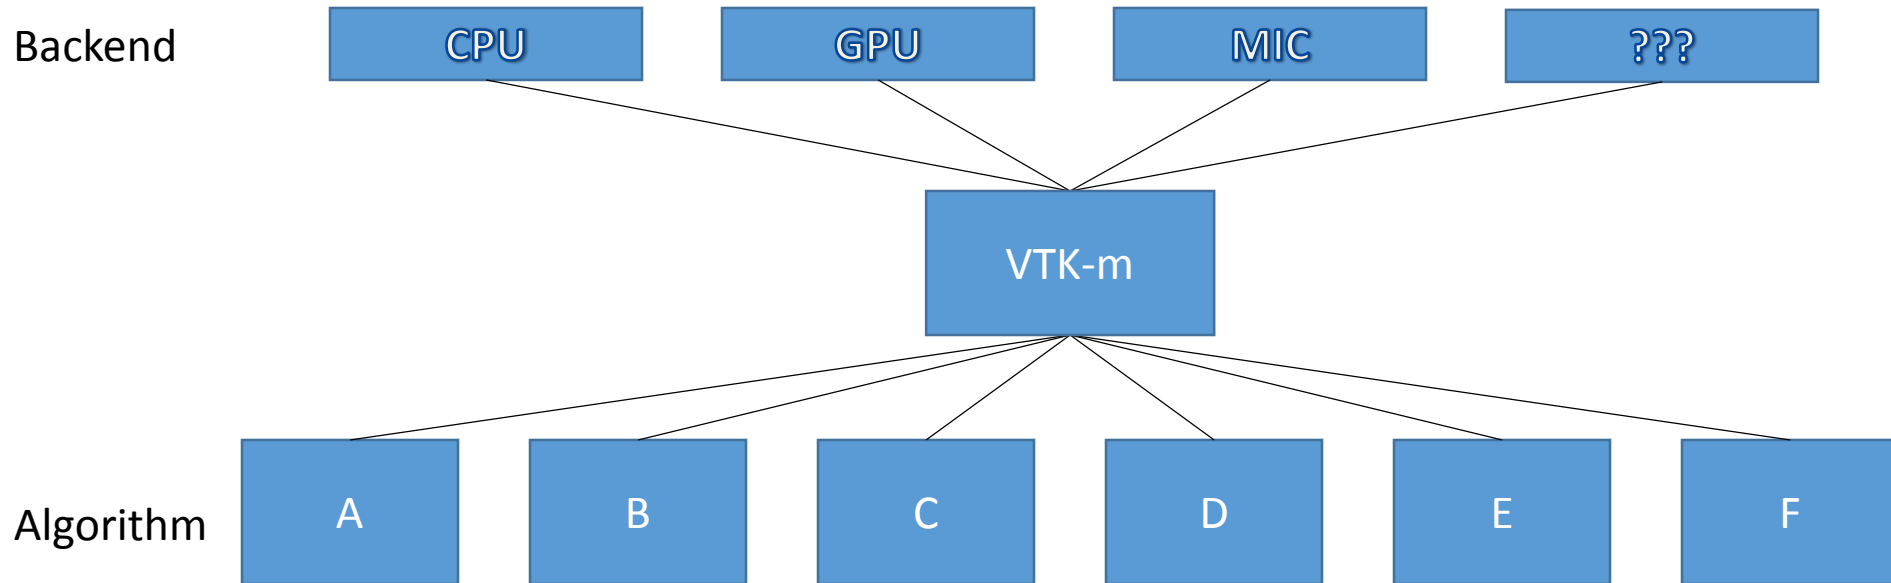 Backend
CPU
GPU
MIC
???
VTK-m
Algorithm
A
B
C
D
E
F